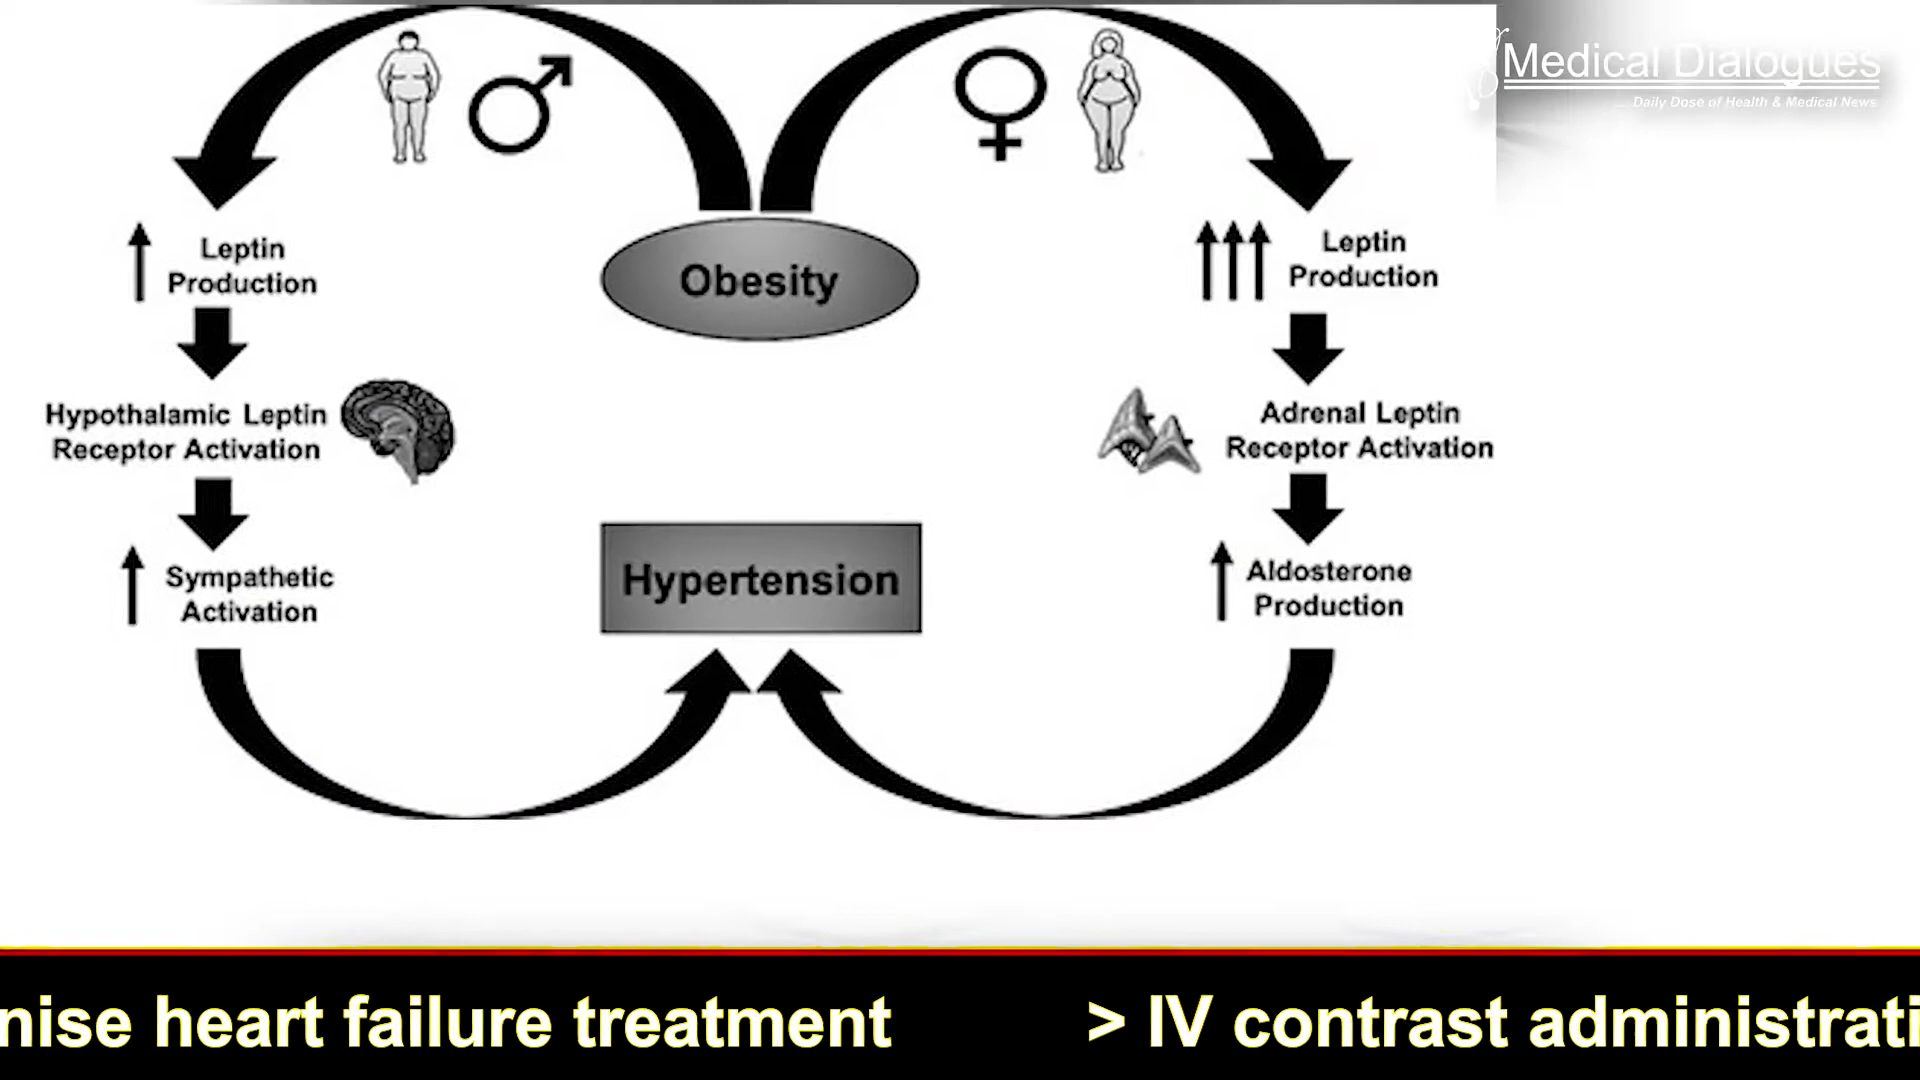 Medical Dialogues
Daily Dose of Health & Medical News
Leptin
Production
Hypothalamic Leptin
Receptor Activation
Sympathetic
Activation
Obesity
Hypertension
Leptin
Production
Adrenal Leptin
Receptor Activation
Aldosterone
Production
nise heart failure treatment > IV contrast administrati